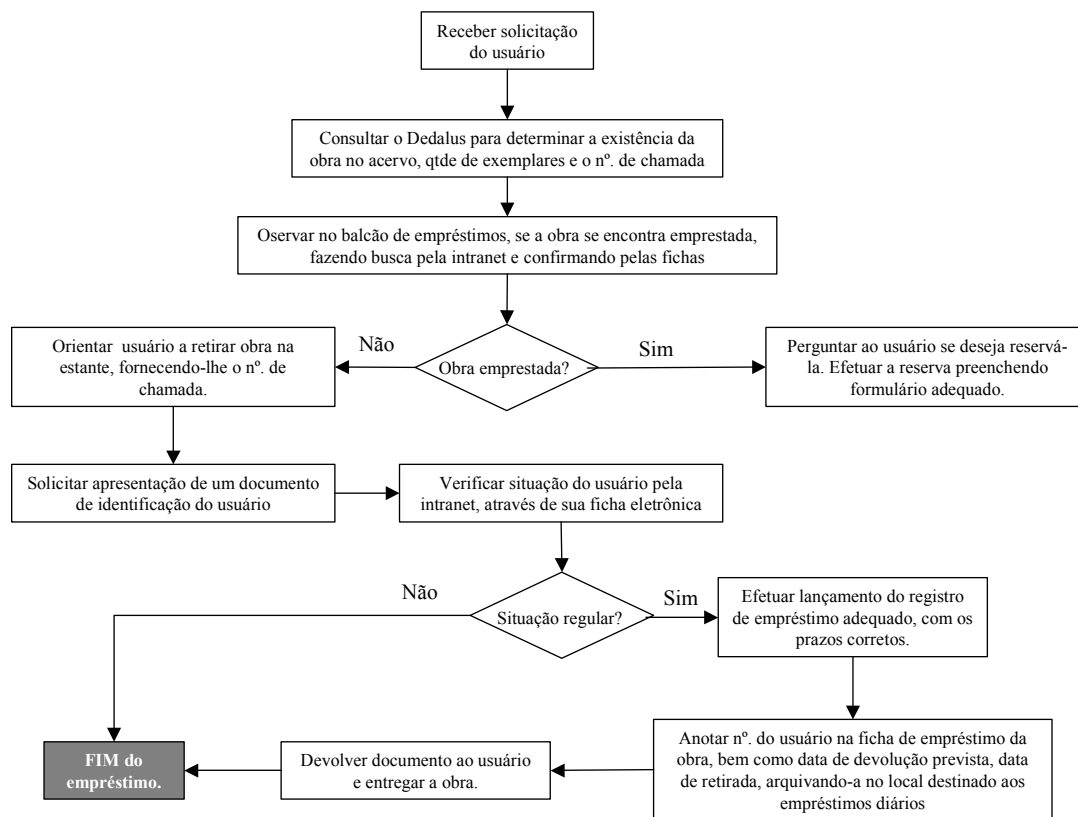 Receber solicitação
do usuário
Consultar o Dedalus para determinar a existência da
obra no acervo, qtde de exemplares e o nº. de chamada
Oservar no balcão de empréstimos, se a obra se encontra emprestada,
fazendo busca pela intranet e confirmando pelas fichas
Orientar usuário a retirar obra na
estante, fornecendo-lhe o nº. de
chamada.
Não
Obra emprestada?
Sim
Perguntar ao usuário se deseja reservá-
la. Efetuar a reserva preenchendo
formulário adequado.
Solicitar apresentação de um documento
de identificação do usuário
Verificar situação do usuário pela
intranet, através de sua ficha eletrônica
Não
Situação regular?
Sim
Efetuar lançamento do registro
de empréstimo adequado, com os
prazos corretos.
FIM do
empréstimo.
Devolver documento ao usuário
e entregar a obra.
Anotar nº. do usuário na ficha de empréstimo da
obra, bem como data de devolução prevista, data
de retirada, arquivando-a no local destinado aos
empréstimos diários